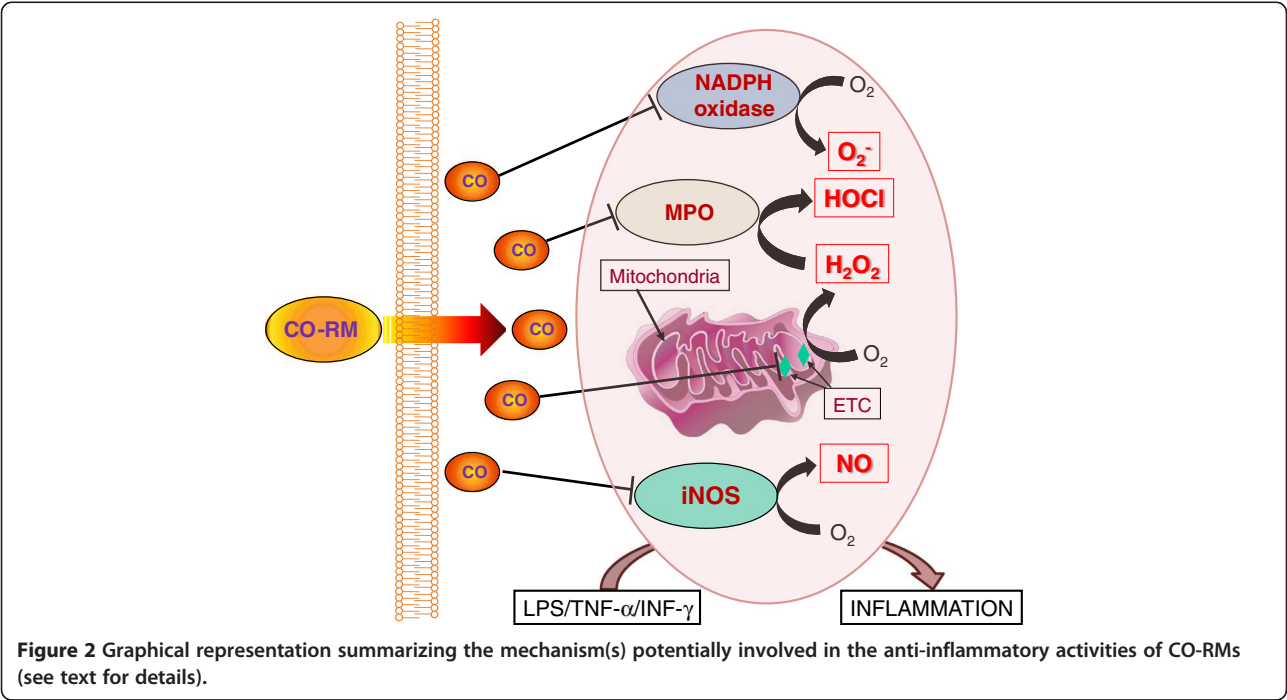 NADPH
oxidase
O₂
O₂⁻
CO
MPO
HOCl
CO
H₂O₂
Mitochondria
CO-RM
CO
O₂
CO
ETC
CO
iNOS
NO
O₂
LPS/TNF-α/INF-γ
INFLAMMATION
Figure 2 Graphical representation summarizing the mechanism(s) potentially involved in the anti-inflammatory activities of CO-RMs
(see text for details).